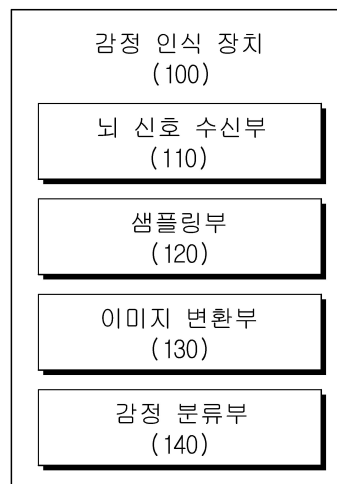 감정 인식 장치
(100)
뇌 신호 수신부
(110)
샘플링부
(120)
이미지 변환부
(130)
감정 분류부
(140)